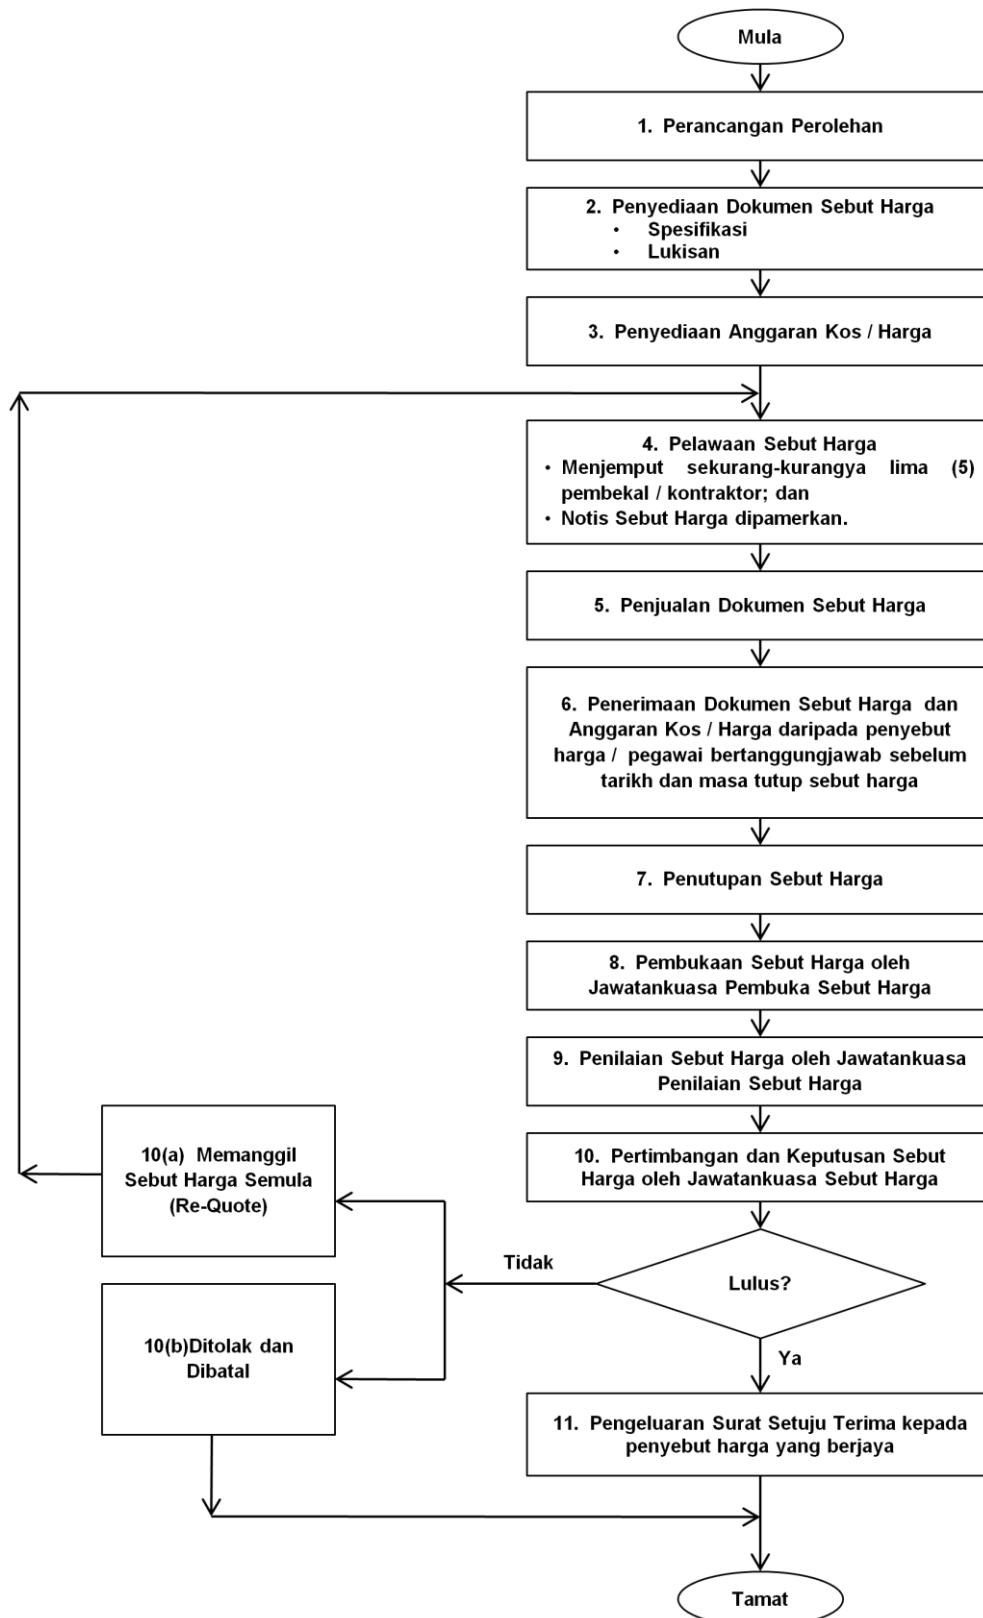 Mula
1. Perancangan Perolehan
2. Penyediaan Dokumen Sebut Harga
• Spesifikasi
• Lukisan
3. Penyediaan Anggaran Kos / Harga
4. Pelawaan Sebut Harga
• Menjemput sekurang-kurangya lima (5)
pembekal / kontraktor; dan
• Notis Sebut Harga dipamerkan.
5. Penjualan Dokumen Sebut Harga
6. Penerimaan Dokumen Sebut Harga dan
Anggaran Kos / Harga daripada penyebut
harga / pegawai bertanggungjawab sebelum
tarikh dan masa tutup sebut harga
7. Penutupan Sebut Harga
8. Pembukaan Sebut Harga oleh
Jawatankuasa Pembuka Sebut Harga
9. Penilaian Sebut Harga oleh Jawatankuasa
Penilaian Sebut Harga
10. Pertimbangan dan Keputusan Sebut
Harga oleh Jawatankuasa Sebut Harga
Lulus?
Tidak
10(a) Memanggil
Sebut Harga Semula
(Re-Quote)
10(b)Ditolak dan
Dibatal
Ya
11. Pengeluaran Surat Setuju Terima kepada
penyebut harga yang berjaya
Tamat